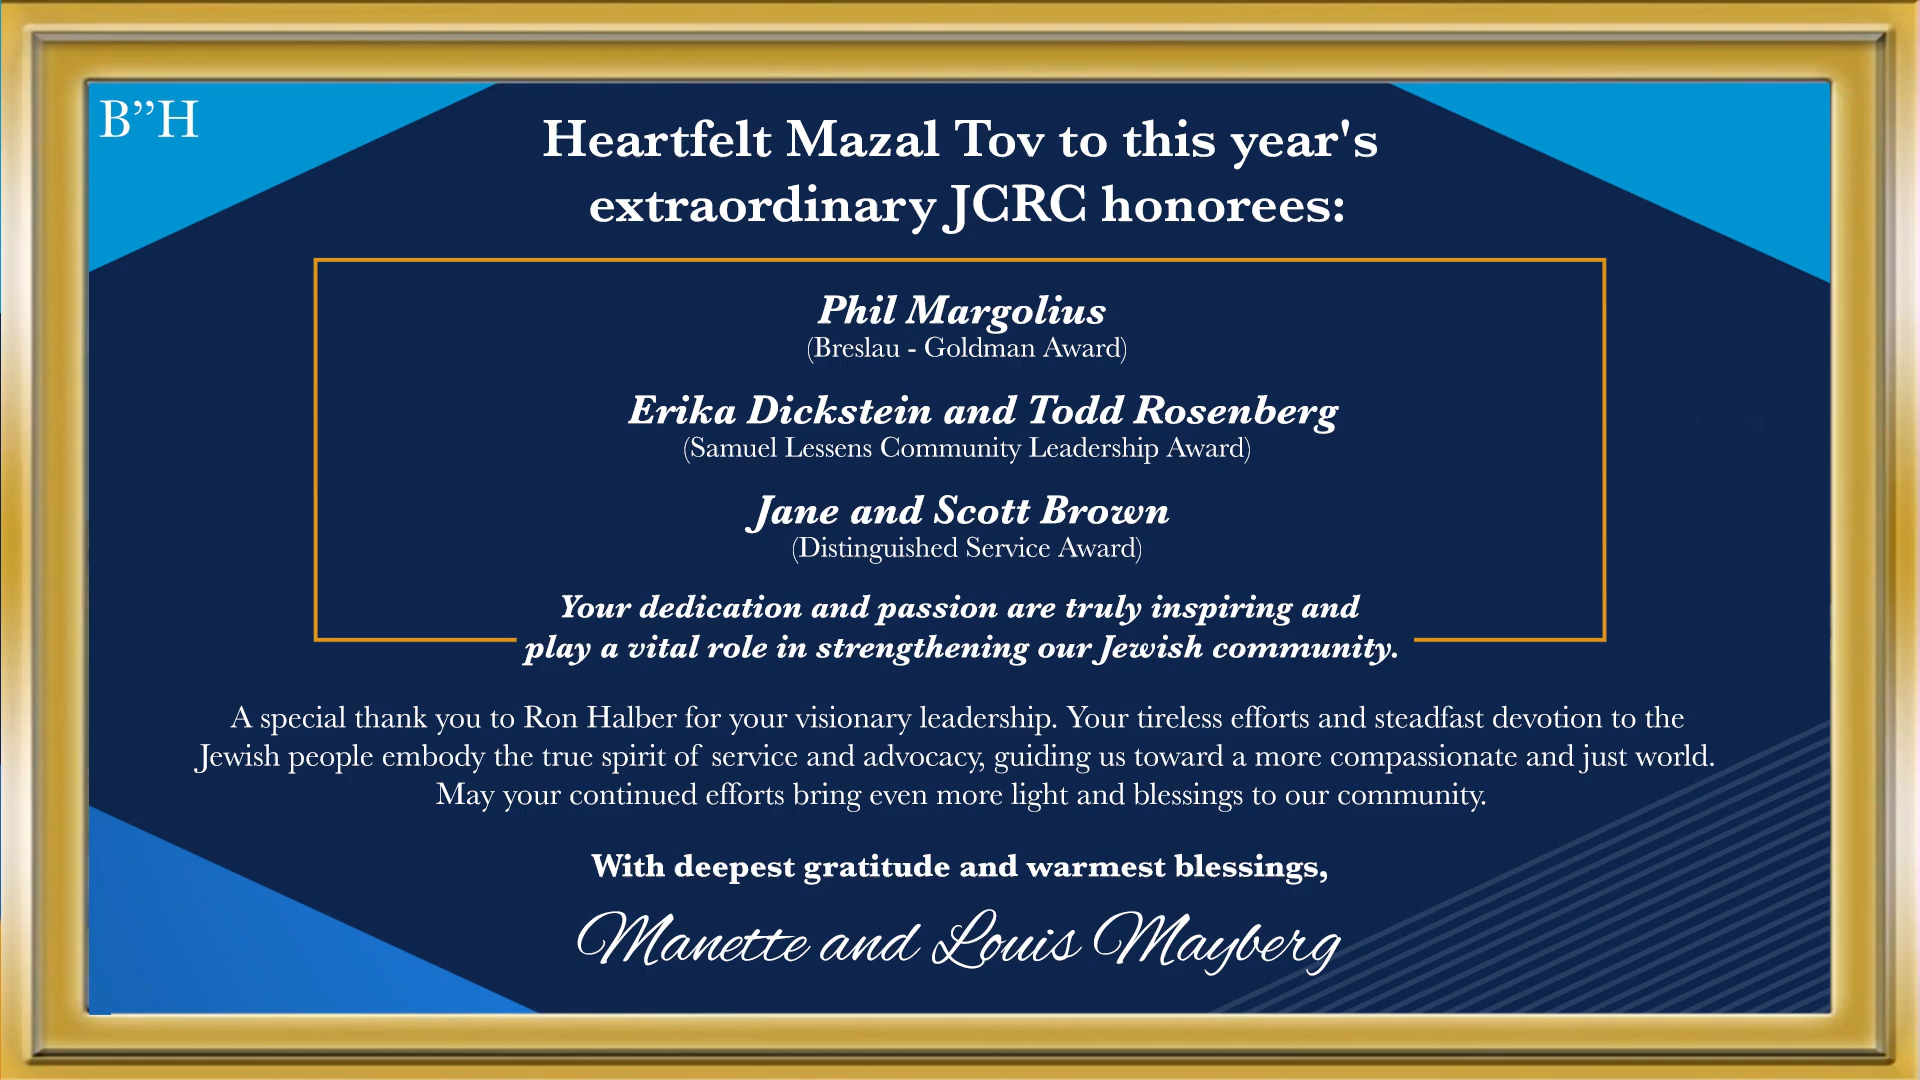 B”H
Heartfelt Mazal Tov to this year's
extraordinary JCRC honorees:
Phil Margolius
(Breslau - Goldman Award)
Erika Dickstein and Todd Rosenberg
(Samuel Lessens Community Leadership Award)
Jane and Scott Brown
(Distinguished Service Award)
Your dedication and passion are truly inspiring and
play a vital role in strengthening our Jewish community.
A special thank you to Ron Halber for your visionary leadership. Your tireless efforts and steadfast devotion to the
Jewish people embody the true spirit of service and advocacy, guiding us toward a more compassionate and just world.
May your continued efforts bring even more light and blessings to our community.
With deepest gratitude and warmest blessings,
Manette and Louis Mayberg